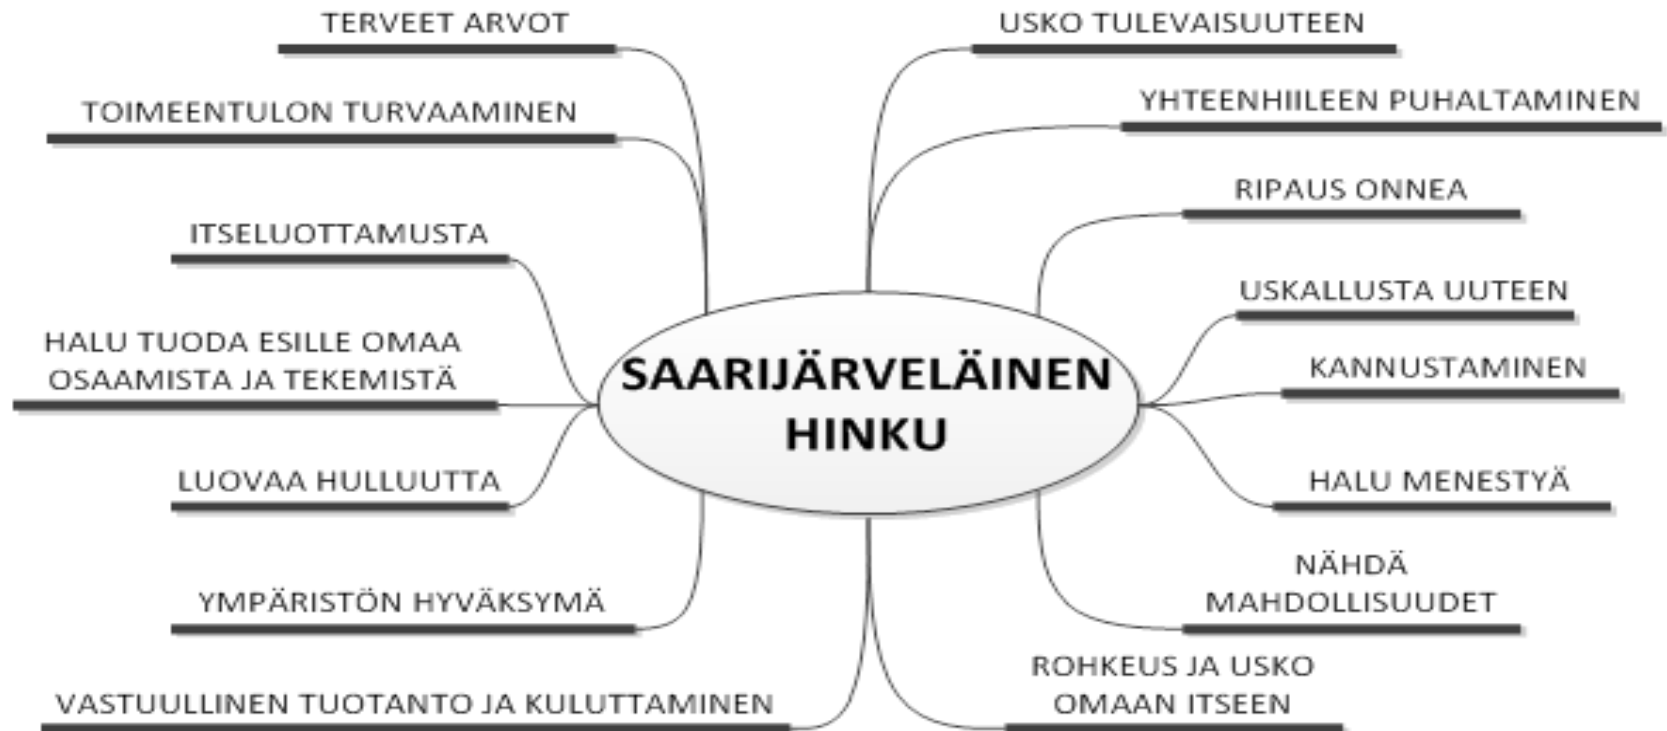 TERVEET ARVOT
USKO TULEVAISUUTEEN
TOIMEENTULON TURVAAMINEN
YHTEENHIILEEN PUHALTAMINEN
RIPAUS ONNEA
ITSELUOTTAMUSTA
USKALLUSTA UUTEEN
HALU TUODA ESILLE OMAA
OSAAMISTA JA TEKEMISTÄ
SAARIJÄRVELÄINEN
HINKU
KANNUSTAMINEN
LUOVAA HULLUUTTA
HALU MENESTYÄ
YMPÄRISTÖN HYVÄKSYMÄ
NÄHDÄ
MAHDOLLISUUDET
VASTUULLINEN TUOTANTO JA KULUTTAMINEN
ROHKEUS JA USKO
OMAAN ITSEEN